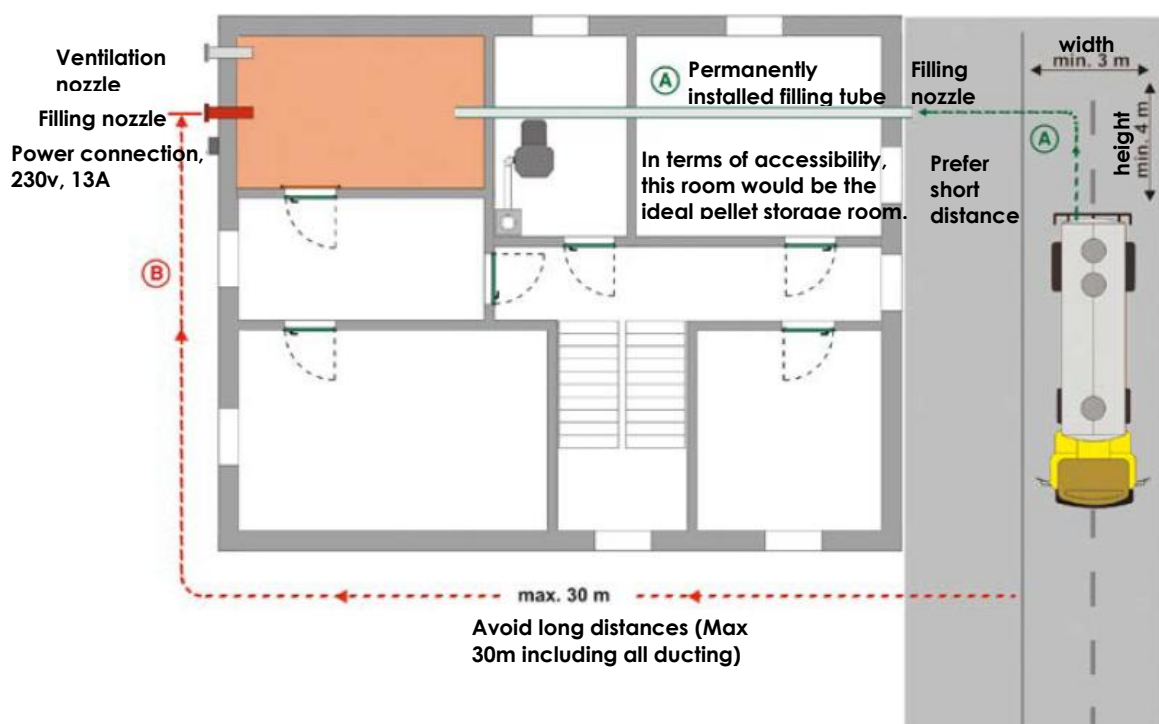 Ventilation
nozzle
Filling nozzle
Power connection,
230v, 13A
A
Permanently
installed filling tube
In terms of accessibility,
this room would be the
ideal pellet storage room.
Filling
nozzle
Prefer
short
distance
width
min. 3 m
height
min. 4 m
A
B
max. 30 m
Avoid long distances (Max
30m including all ducting)